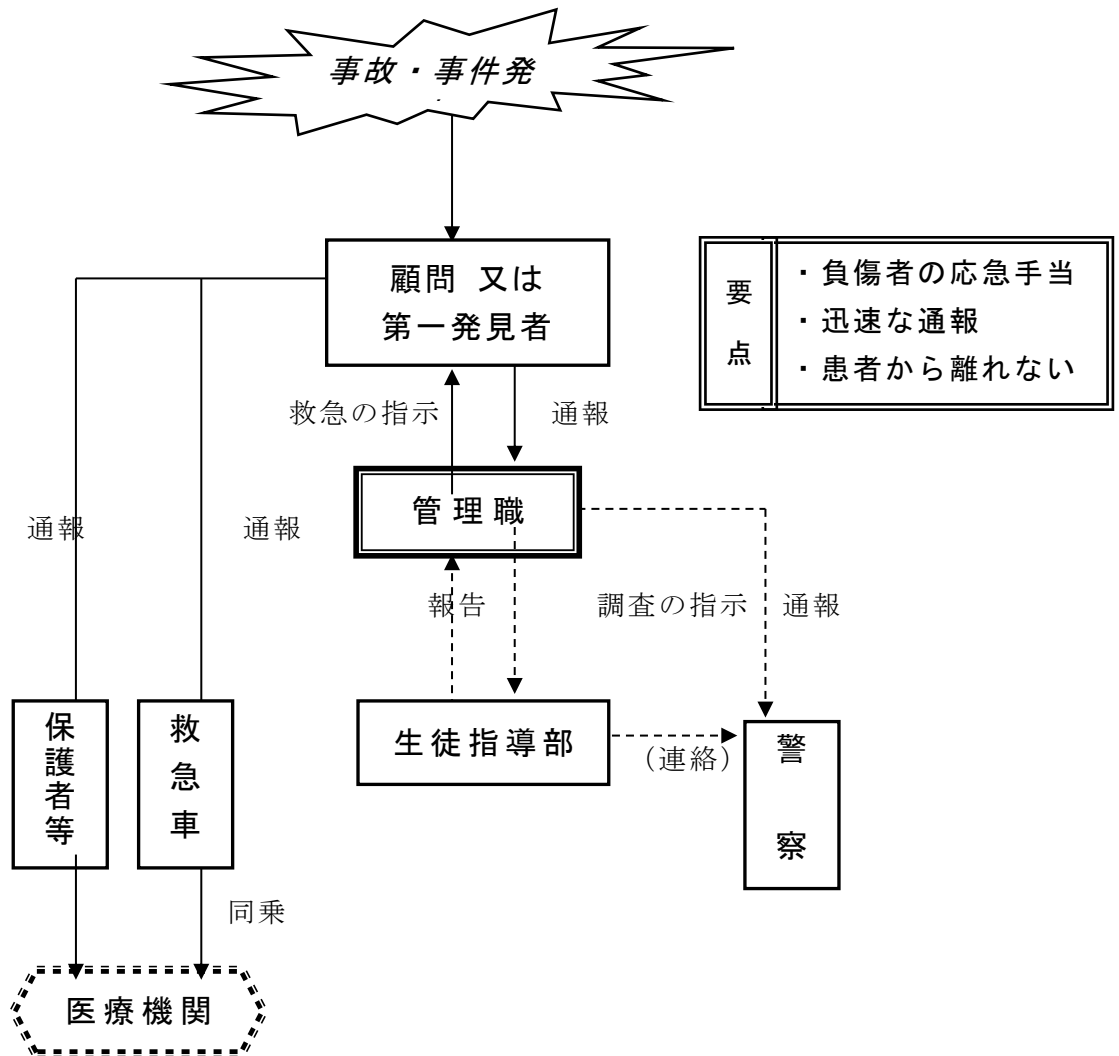 事故・事件発
顧問 又は
第一発見者
要点
・負傷者の応急手当
・迅速な通報
・患者から離れない
救急の指示
通報
管理職
通報
通報
報告
調査の指示
通報
保護者等
救急車
生徒指導部
(連絡)
警察
同乗
医療機関